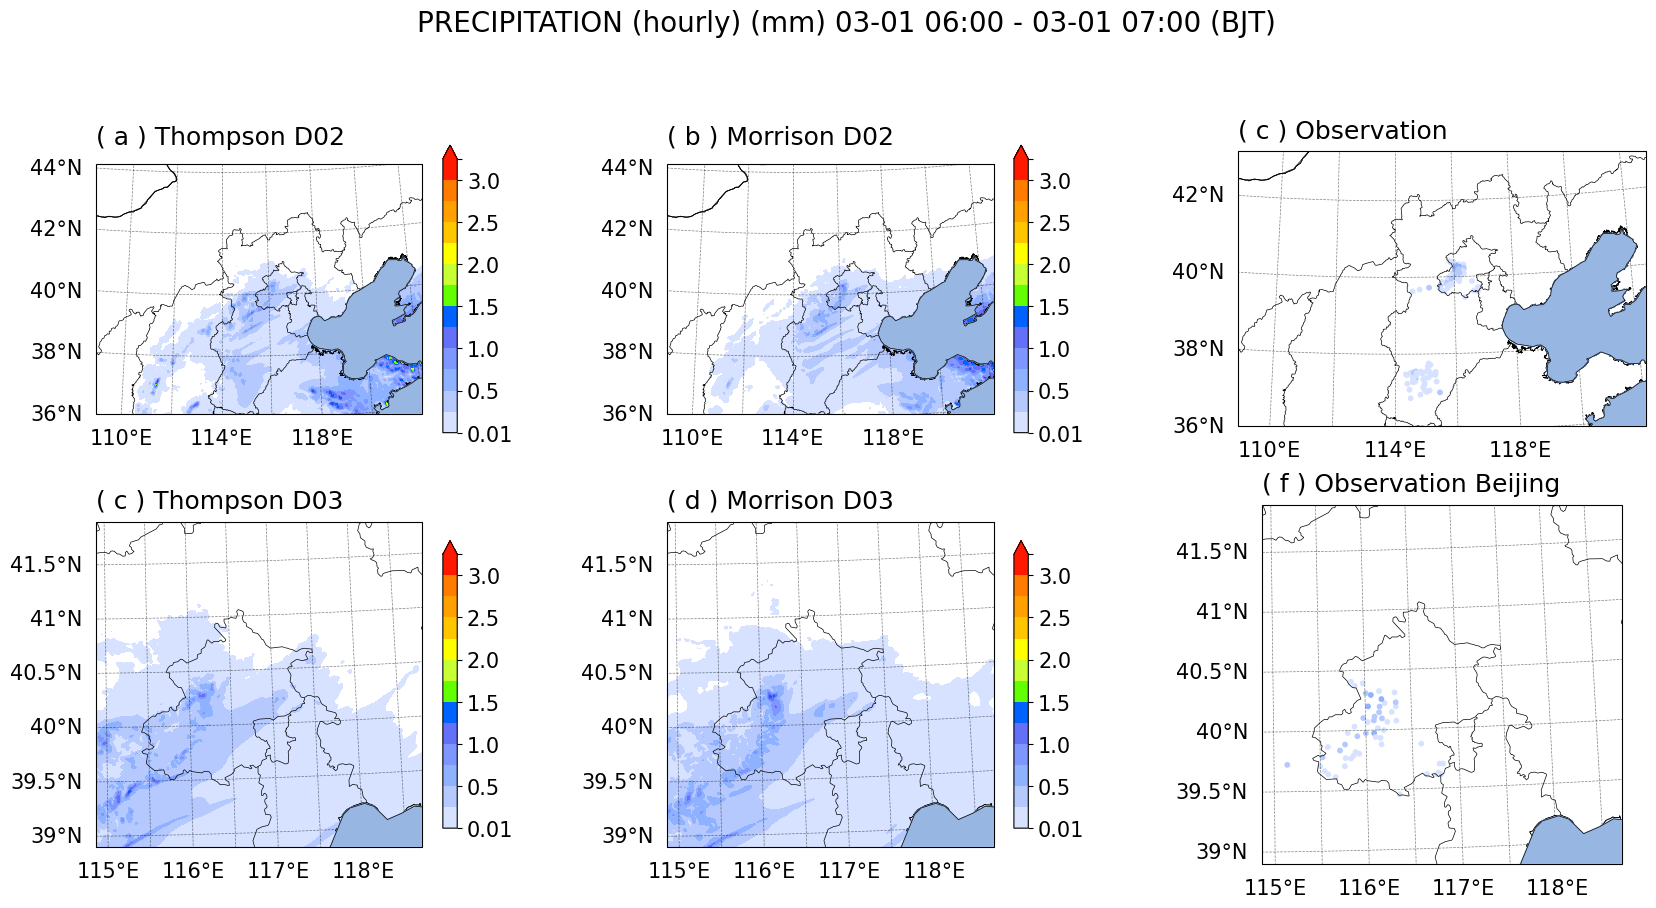 PRECIPITATION (hourly) (mm) 03-01 06:00 - 03-01 07:00 (BJT)
( a ) Thompson D02
44°N
42°N
40°N
38°N
36°N
110°E 114°E 118°E
3.0
2.5
2.0
1.5
1.0
0.5
0.01
( b ) Morrison D02
44°N
42°N
40°N
38°N
36°N
110°E 114°E 118°E
3.0
2.5
2.0
1.5
1.0
0.5
0.01
( c ) Observation
42°N
40°N
38°N
36°N
110°E 114°E 118°E
( c ) Thompson D03
41.5°N
41°N
40.5°N
40°N
39.5°N
39°N
115°E 116°E 117°E 118°E
3.0
2.5
2.0
1.5
1.0
0.5
0.01
( d ) Morrison D03
41.5°N
41°N
40.5°N
40°N
39.5°N
39°N
115°E 116°E 117°E 118°E
3.0
2.5
2.0
1.5
1.0
0.5
0.01
( f ) Observation Beijing
41.5°N
41°N
40.5°N
40°N
39.5°N
39°N
115°E 116°E 117°E 118°E